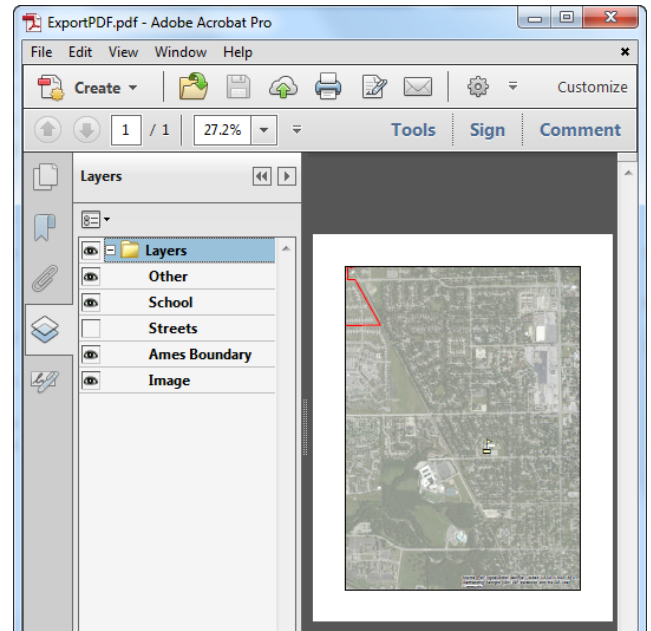 ExportPDF.pdf - Adobe Acrobat Pro
File Edit View Window Help
Create Customize
1 / 1 27.2% Tools Sign Comment
Layers
Layers
Other
School
Streets
Ames Boundary
Image